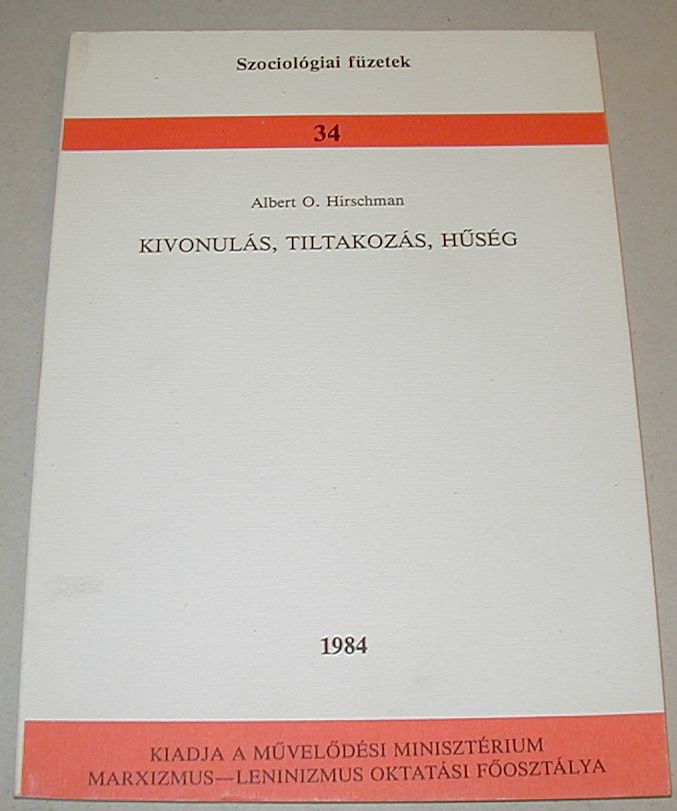 Szociológiai füzetek
34
Albert O. Hirschman
KIVONULÁS, TILTAKOZÁS, HŰSÉG
1984
KIADJA A MŰVELŐDÉSI MINISZTÉRIUM
MARXIZMUS—LENINIZMUS OKTATÁSI FŐOSZTÁLYA